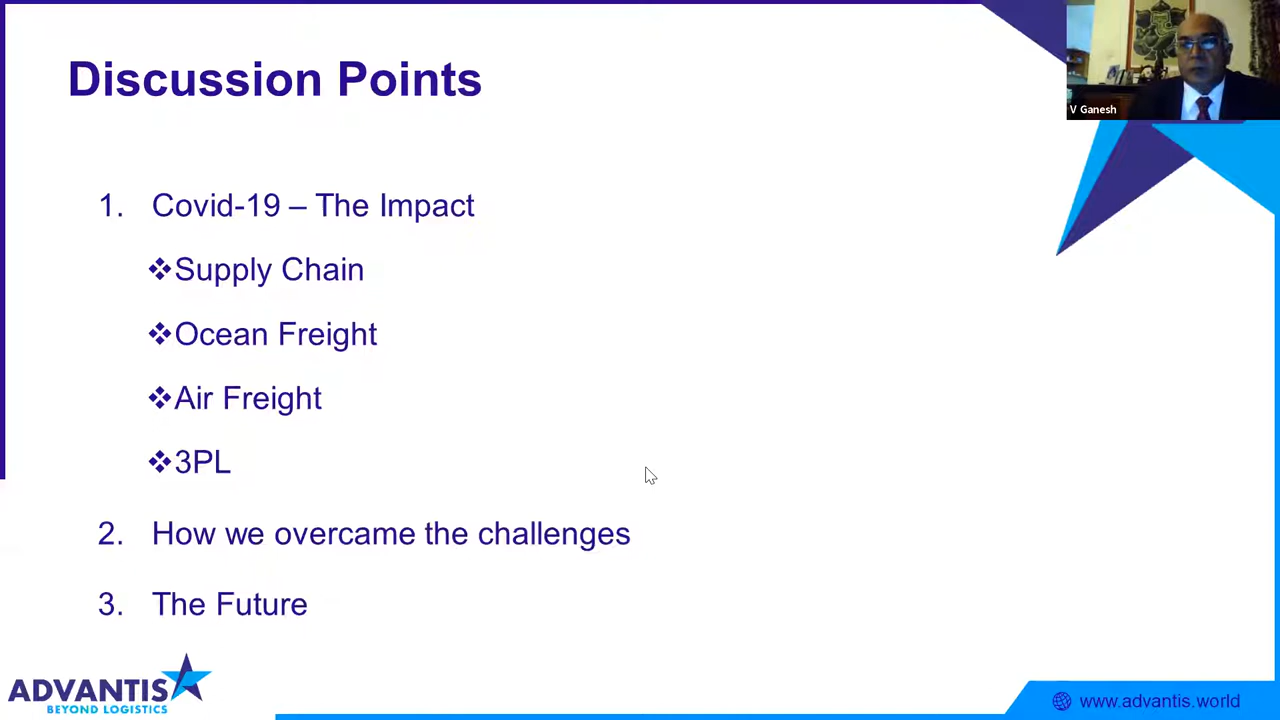 Discussion Points
V Ganesh
1. Covid-19 – The Impact
❖Supply Chain
❖Ocean Freight
❖Air Freight
❖3PL
2. How we overcame the challenges
3. The Future
ADVANTIS
BEYOND LOGISTICS
www.advantis.world